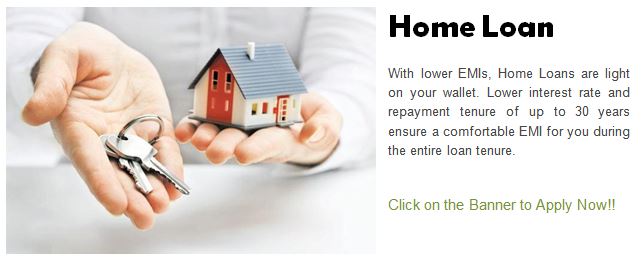 Home Loan
With lower EMIs, Home Loans are light
on your wallet. Lower interest rate and
repayment tenure of up to 30 years
ensure a comfortable EMI for you during
the entire loan tenure.
Click on the Banner to Apply Now!!